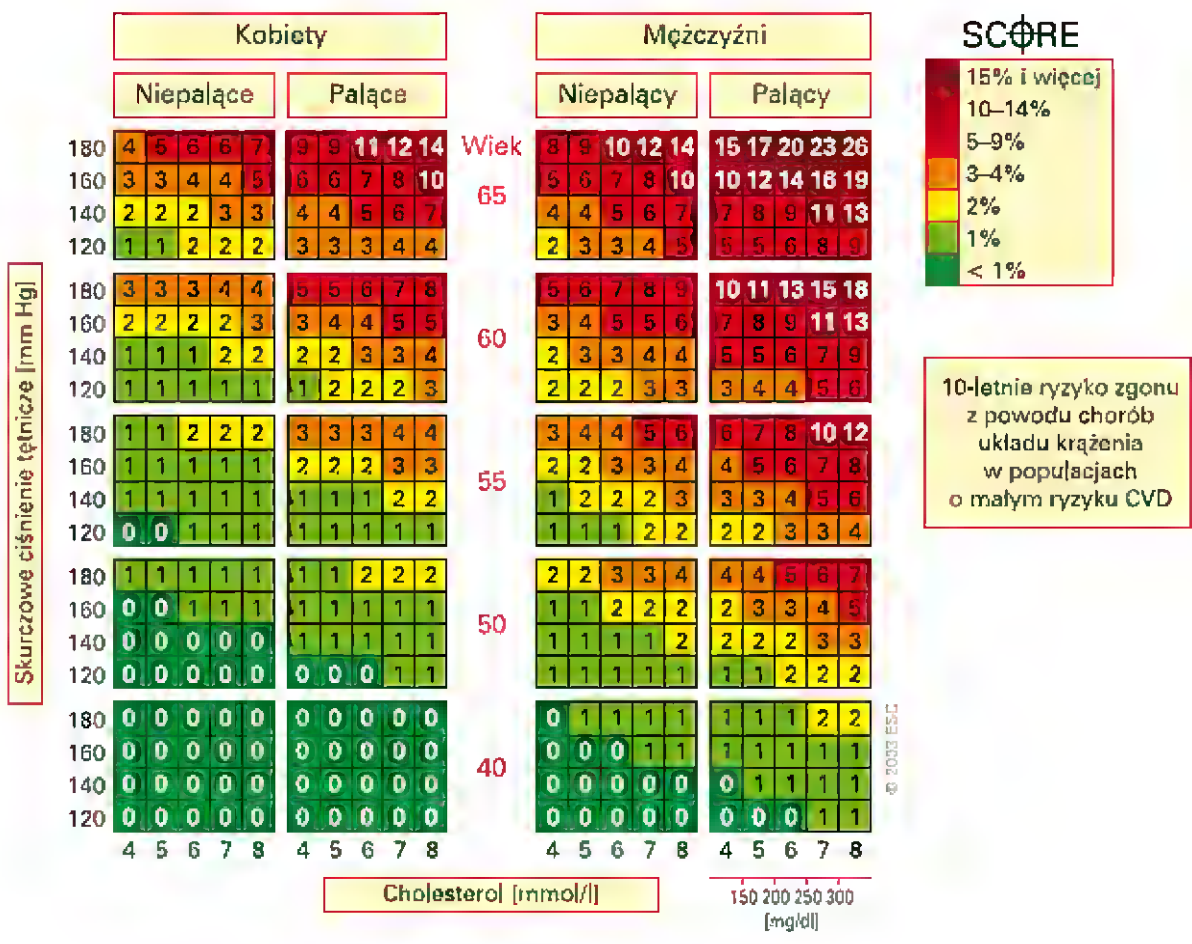 Kobiety Mężczyźni
SCORE
Niepalące Palące Niepalący Palący
15% i więcej
10–14%
5–9%
3–4%
2%
1%
< 1%
Wiek
180 4 5 6 6 7 9 9 11 12 14 8 9 10 12 14 15 17 20 23 26
160 3 3 4 4 5 6 6 7 8 10 5 6 7 8 10 10 12 14 16 19
65
140 2 2 2 3 3 4 4 5 6 7 4 4 5 6 7 7 8 9 11 13
120 1 1 2 2 2 3 3 3 4 4 2 3 3 4 5 5 5 6 8 9
180 3 3 3 4 4 5 5 6 7 8 5 6 7 8 9 10 11 13 15 18
160 2 2 2 2 3 3 4 4 5 5 3 4 5 5 6 7 8 9 11 13
60
140 1 1 1 2 2 2 2 3 3 4 2 3 3 4 4 5 5 6 7 9
120 1 1 1 1 1 1 2 2 2 3 2 2 2 3 3 3 4 4 5 6
180 1 1 2 2 2 3 3 3 4 4 3 4 4 5 6 6 7 8 10 12
160 1 1 1 1 1 2 2 2 3 3 2 2 3 3 4 4 5 6 7 8
55
140 1 1 1 1 1 1 1 1 2 2 1 2 2 2 3 3 3 4 5 6
120 0 0 1 1 1 1 1 1 1 1 1 1 1 2 2 2 2 3 3 4
180 1 1 1 1 1 1 1 2 2 2 2 2 3 3 4 4 4 5 6 7
160 0 0 1 1 1 1 1 1 1 1 1 1 2 2 2 2 3 3 4 5
50
140 0 0 0 0 0 1 1 1 1 1 1 1 1 1 2 2 2 2 3 3
120 0 0 0 0 0 0 0 0 1 1 1 1 1 1 1 1 1 2 2 2
180 0 0 0 0 0 0 0 0 0 0 0 1 1 1 1 1 1 1 2 2
160 0 0 0 0 0 0 0 0 0 0 0 0 0 1 1 1 1 1 1 1
40
140 0 0 0 0 0 0 0 0 0 0 0 0 0 0 0 0 1 1 1 1
120 0 0 0 0 0 0 0 0 0 0 0 0 0 0 0 0 0 0 1 1
4 5 6 7 8 4 5 6 7 8 4 5 6 7 8 4 5 6 7 8
Cholesterol [mmol/l]
150 200 250 300
[mg/dl]
Skurczowe ciśnienie tętnicze [mm Hg]
10-letnie ryzyko zgonu
z powodu chorób
układu krążenia
w populacjach
o małym ryzyku CVD
© 2003 ESC